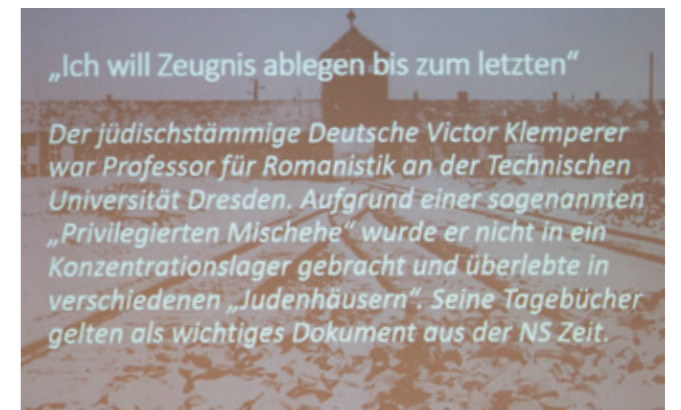 „Ich will Zeugnis ablegen bis zum letzten“
Der jüdischstämmige Deutsche Victor Klemperer
war Professor für Romanistik an der Technischen
Universität Dresden. Aufgrund einer sogenannten
„Privilegierten Mischehe“ wurde er nicht in ein
Konzentrationslager gebracht und überlebte in
verschiedenen „Judenhäusern“. Seine Tagebücher
gelten als wichtiges Dokument aus der NS Zeit.